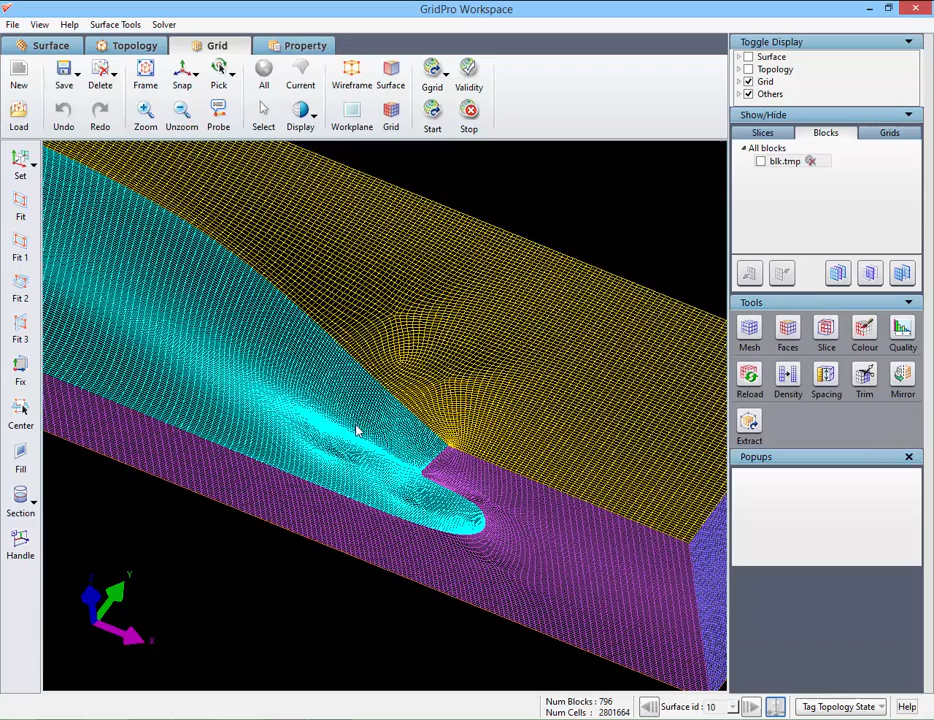 GridPro Workspace
File View Help Surface Tools Solver
Surface Topology Grid Property
New Save Delete Frame Snap Pick All Current Wireframe Surface Ggrid Validity
Load Undo Redo Zoom Unzoom Probe Select Display Workplane Grid Start Stop
Set
Fit
Fit 1
Fit 2
Fit 3
Fix
Center
Fill
Section
Handle
Z
Y
X
Toggle Display
Surface
Topology
Grid
Others
Show/Hide
Slices Blocks Grids
All blocks
blk.tmp
Tools
Mesh Faces Slice Colour Quality
Reload Density Spacing Trim Mirror
Extract
Popups
Num Blocks : 796
Num Cells : 2801664
Surface id : 10
Tag Topology State
Help